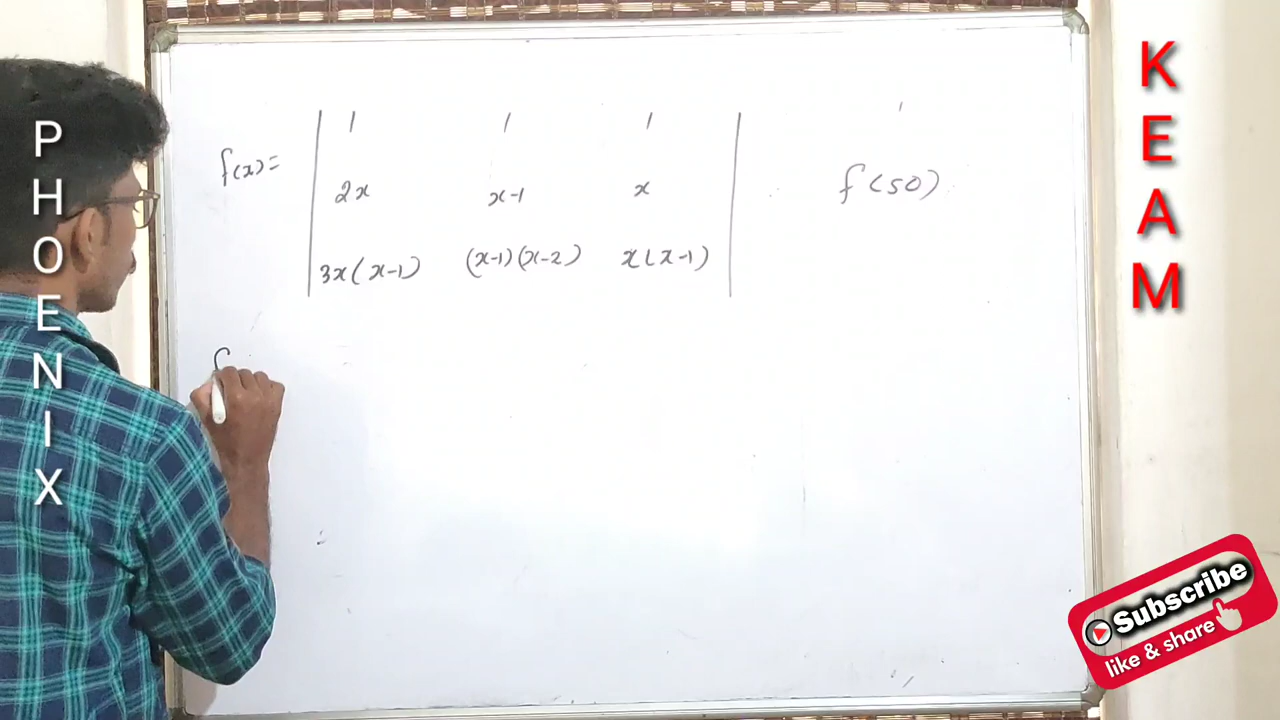 PHOENIX
f(x)=
1 1 1
2x x-1 x
3x(x-1) (x-1)(x-2) x(x-1)
f(50)
f
KEAM
Subscribe
like & share